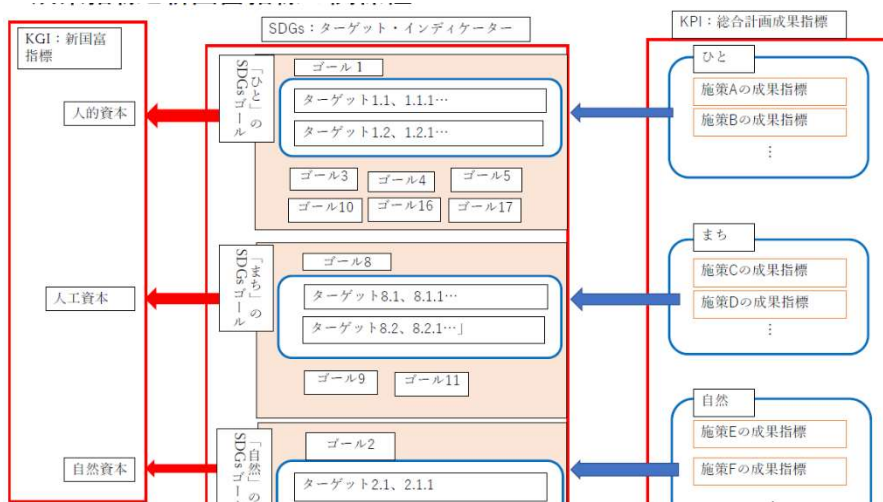 KGI：新国富
指標
人的資本
人工資本
自然資本
SDGs：ターゲット・インディケーター
「ひと」の
SDGsゴール
ゴール 1
ターゲット1.1、1.1.1…
ターゲット1.2、1.2.1…
ゴール3
ゴール4
ゴール5
ゴール10
ゴール16
ゴール17
「まち」の
SDGsゴール
ゴール8
ターゲット8.1、8.1.1…
ターゲット8.2、8.2.1…」
ゴール9
ゴール11
「自然」の
SDGsゴー
ゴール2
ターゲット2.1、2.1.1
KPI：総合計画成果指標
ひと
施策Aの成果指標
施策Bの成果指標
⋮
まち
施策Cの成果指標
施策Dの成果指標
⋮
自然
施策Eの成果指標
施策Fの成果指標